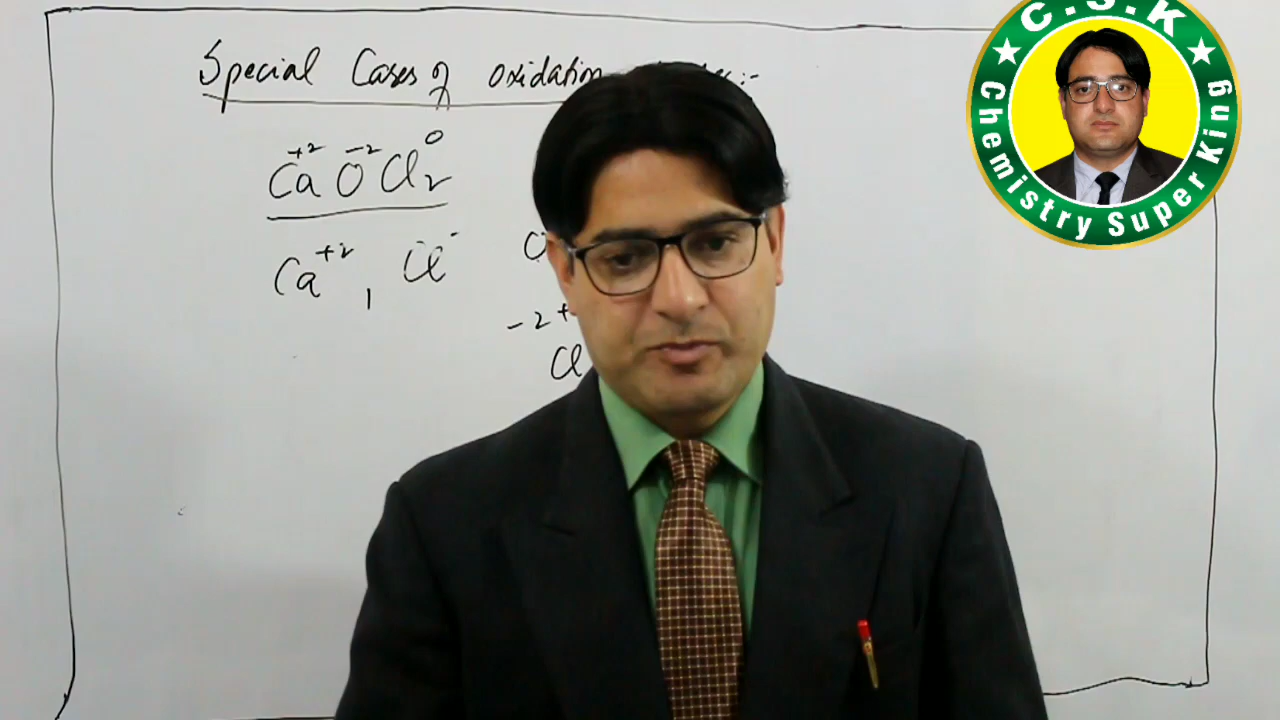 Special Cases of oxidation
+2 -2 0
CaOCl2
Ca+2, Cl-
-2+
Cl
C.S.K
Chemistry Super King